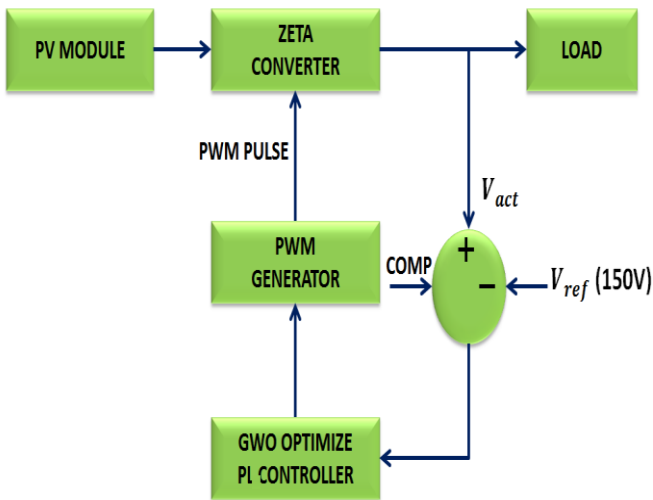 PV MODULE
ZETA
CONVERTER
LOAD
PWM PULSE
V_act
PWM
GENERATOR
COMP
+
−
V_ref (150V)
GWO OPTIMIZE
PI CONTROLLER